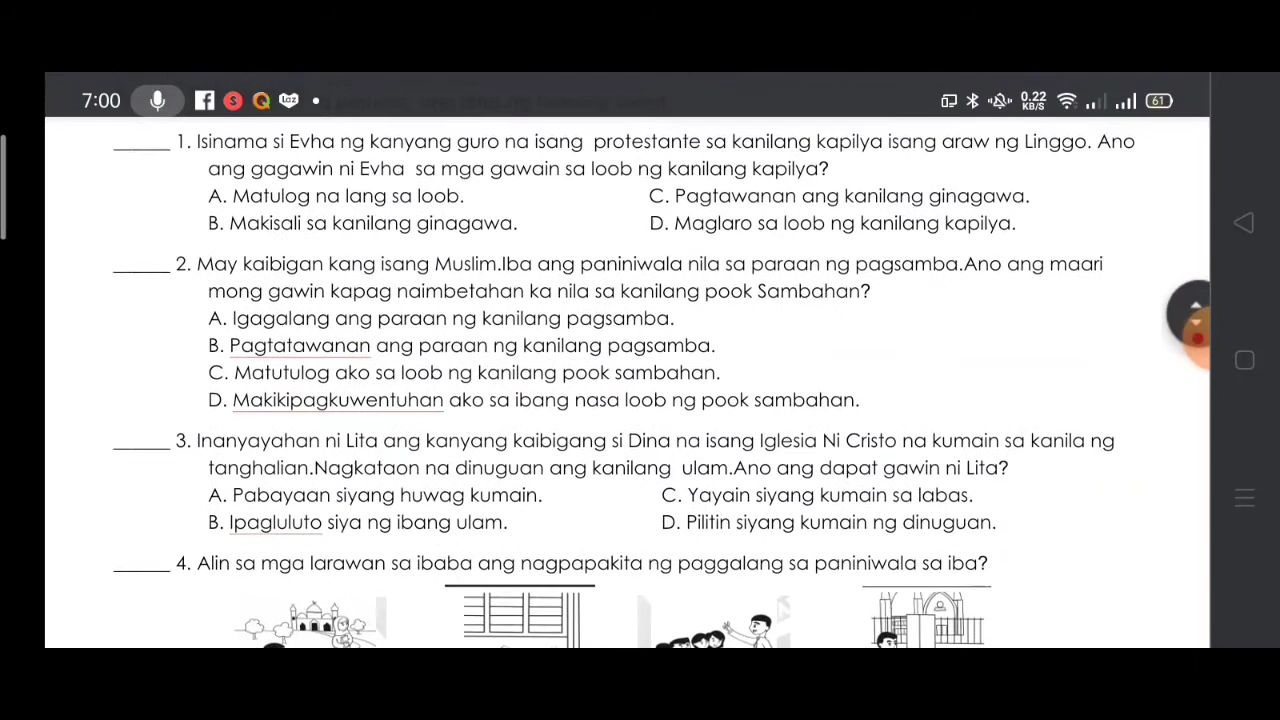 7:00
Laz
0.22
KB/S
61
_____ 1. Isinama si Evha ng kanyang guro na isang protestante sa kanilang kapilya isang araw ng Linggo. Ano
ang gagawin ni Evha sa mga gawain sa loob ng kanilang kapilya?
A. Matulog na lang sa loob. C. Pagtawanan ang kanilang ginagawa.
B. Makisali sa kanilang ginagawa. D. Maglaro sa loob ng kanilang kapilya.
_____ 2. May kaibigan kang isang Muslim.Iba ang paniniwala nila sa paraan ng pagsamba.Ano ang maari
mong gawin kapag naimbetahan ka nila sa kanilang pook Sambahan?
A. Igagalang ang paraan ng kanilang pagsamba.
B. Pagtatawanan ang paraan ng kanilang pagsamba.
C. Matutulog ako sa loob ng kanilang pook sambahan.
D. Makikipagkuwentuhan ako sa ibang nasa loob ng pook sambahan.
_____ 3. Inanyayahan ni Lita ang kanyang kaibigang si Dina na isang Iglesia Ni Cristo na kumain sa kanila ng
tanghalian.Nagkataon na dinuguan ang kanilang ulam.Ano ang dapat gawin ni Lita?
A. Pabayaan siyang huwag kumain. C. Yayain siyang kumain sa labas.
B. Ipagluluto siya ng ibang ulam. D. Pilitin siyang kumain ng dinuguan.
_____ 4. Alin sa mga larawan sa ibaba ang nagpapakita ng paggalang sa paniniwala sa iba?